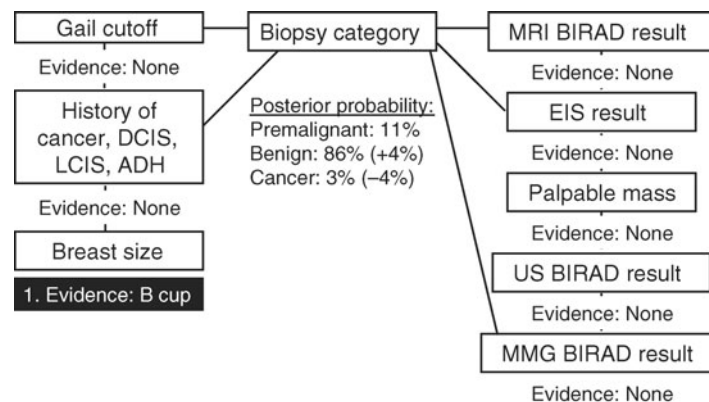 Gail cutoff
Evidence: None
History of
cancer, DCIS,
LCIS, ADH
Evidence: None
Breast size
1. Evidence: B cup
Biopsy category
Posterior probability:
Premalignant: 11%
Benign: 86% (+4%)
Cancer: 3% (–4%)
MRI BIRAD result
Evidence: None
EIS result
Evidence: None
Palpable mass
Evidence: None
US BIRAD result
Evidence: None
MMG BIRAD result
Evidence: None